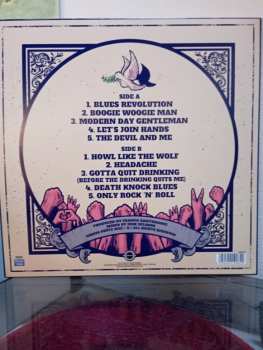 SIDE A
1. BLUES REVOLUTION
2. BOOGIE WOOGIE MAN
3. MODERN DAY GENTLEMAN
4. LET'S JOIN HANDS
5. THE DEVIL AND ME
SIDE B
1. HOWL LIKE THE WOLF
2. HEADACHE
3. GOTTA QUIT DRINKING
(BEFORE THE DRINKING QUITS ME)
4. DEATH KNOCK BLUES
5. ONLY ROCK 'N' ROLL
PRODUCED BY